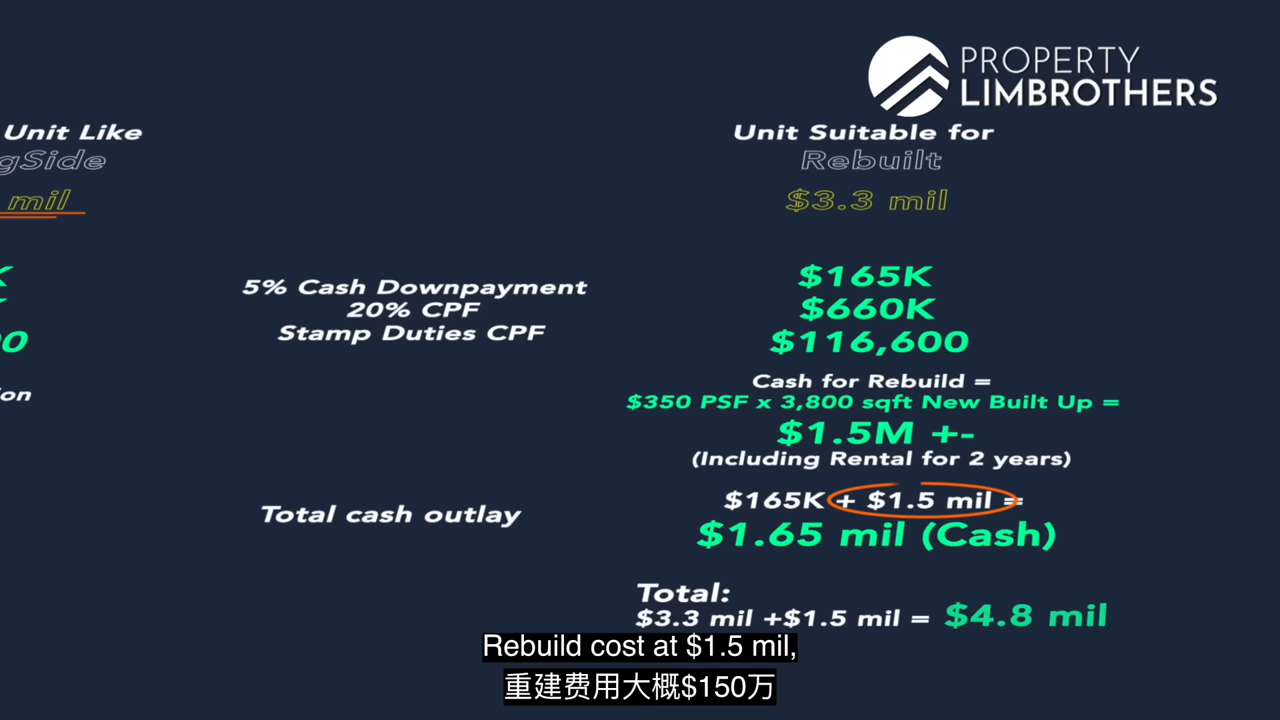 PROPERTY
LIMBROTHERS
Unit Like
gSide
mil
00
ion
5% Cash Downpayment
20% CPF
Stamp Duties CPF
Total cash outlay
Unit Suitable for
Rebuilt
$3.3 mil
$165K
$660K
$116,600
Cash for Rebuild =
$350 PSF x 3,800 sqft New Built Up =
$1.5M +-
(Including Rental for 2 years)
$165K + $1.5 mil =
$1.65 mil (Cash)
Total:
$3.3 mil +$1.5 mil = $4.8 mil
Rebuild cost at $1.5 mil,
重建费用大概$150万